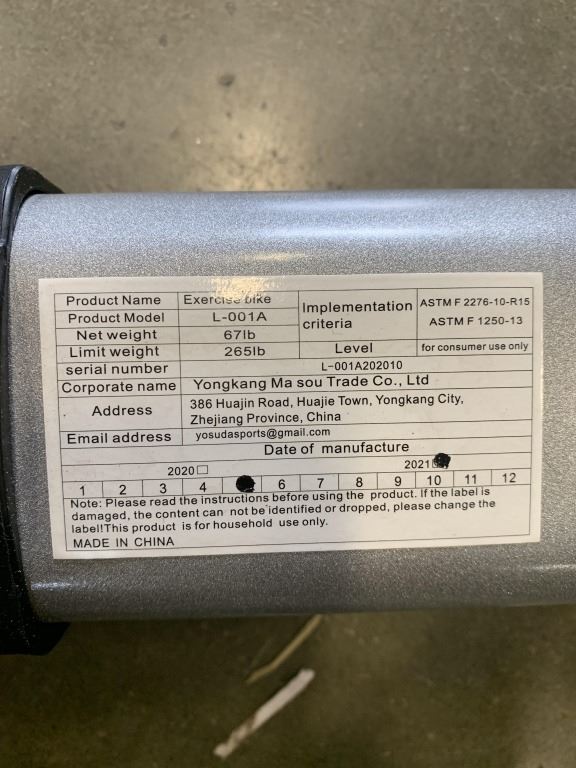 Product Name Exercise bike Implementation criteria ASTM F 2276-10-R15
Product Model L-001A ASTM F 1250-13
Net weight 67lb
Limit weight 265lb Level for consumer use only
serial number L-001A202010
Corporate name Yongkang Ma sou Trade Co., Ltd
Address 386 Huajin Road, Huajie Town, Yongkang City,
Zhejiang Province, China
Email address yosudasports@gmail.com
Date of manufacture
2020□ 2021
1 2 3 4 6 7 8 9 10 11 12
Note: Please read the instructions before using the product. If the label is
damaged, the content can not be identified or dropped, please change the
label!This product is for household use only.
MADE IN CHINA